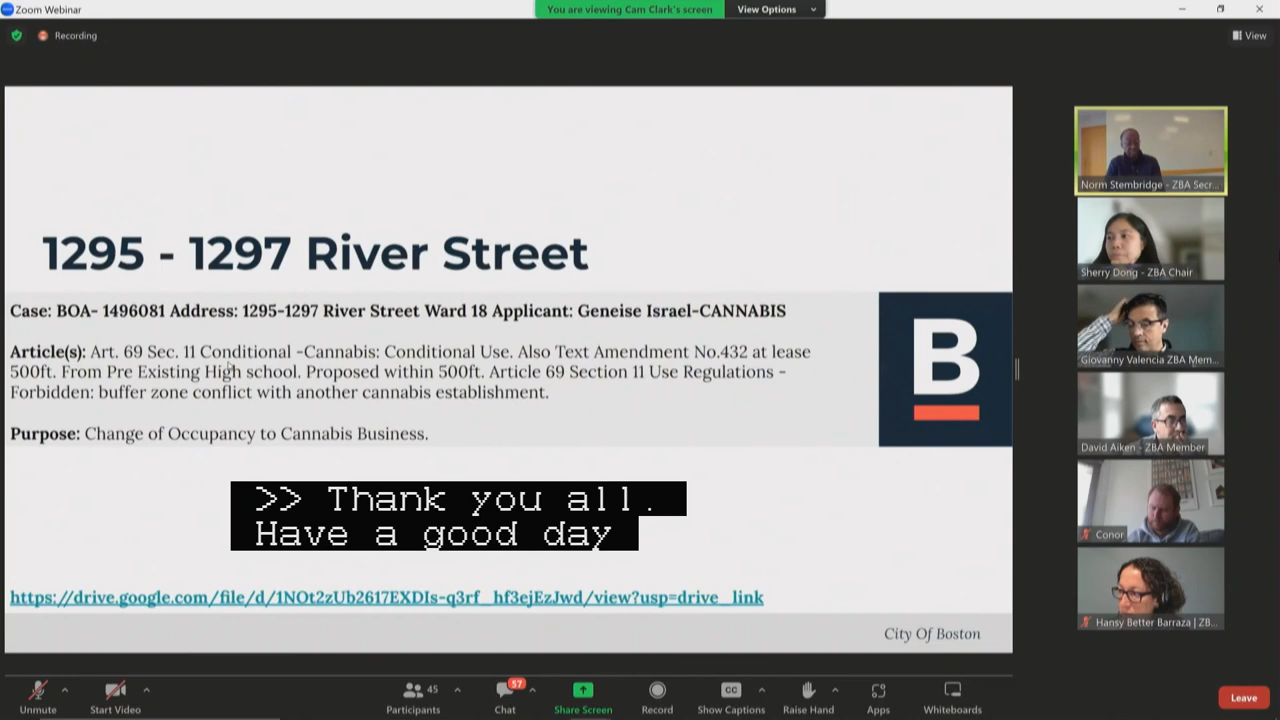 Zoom Webinar
You are viewing Cam Clark's screen
View Options
Recording
View
1295 - 1297 River Street
Case: BOA- 1496081 Address: 1295-1297 River Street Ward 18 Applicant: Geneise Israel-CANNABIS
Article(s): Art. 69 Sec. 11 Conditional -Cannabis: Conditional Use. Also Text Amendment No.432 at lease
500ft. From Pre Existing High school. Proposed within 500ft. Article 69 Section 11 Use Regulations -
Forbidden: buffer zone conflict with another cannabis establishment.
Purpose: Change of Occupancy to Cannabis Business.
B
>> Thank you all.
Have a good day
https://drive.google.com/file/d/1NOt2zUb2617EXDIs-q3rf_hf3ejEzJwd/view?usp=drive_link
City Of Boston
Norm Stembridge - ZBA Secr...
Sherry Dong - ZBA Chair
Giovanny Valencia ZBA Mem...
David Aiken - ZBA Member
Conor
Hansy Better Barraza | ZB...
Unmute
Start Video
45
Participants
57
Chat
Share Screen
Record
CC
Show Captions
Raise Hand
Apps
Whiteboards
Leave